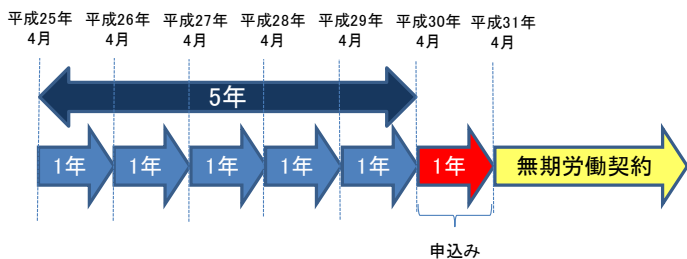 平成25年 平成26年 平成27年 平成28年 平成29年 平成30年 平成31年
4月 4月 4月 4月 4月 4月 4月
5年
1年 1年 1年 1年 1年 1年 無期労働契約
申込み